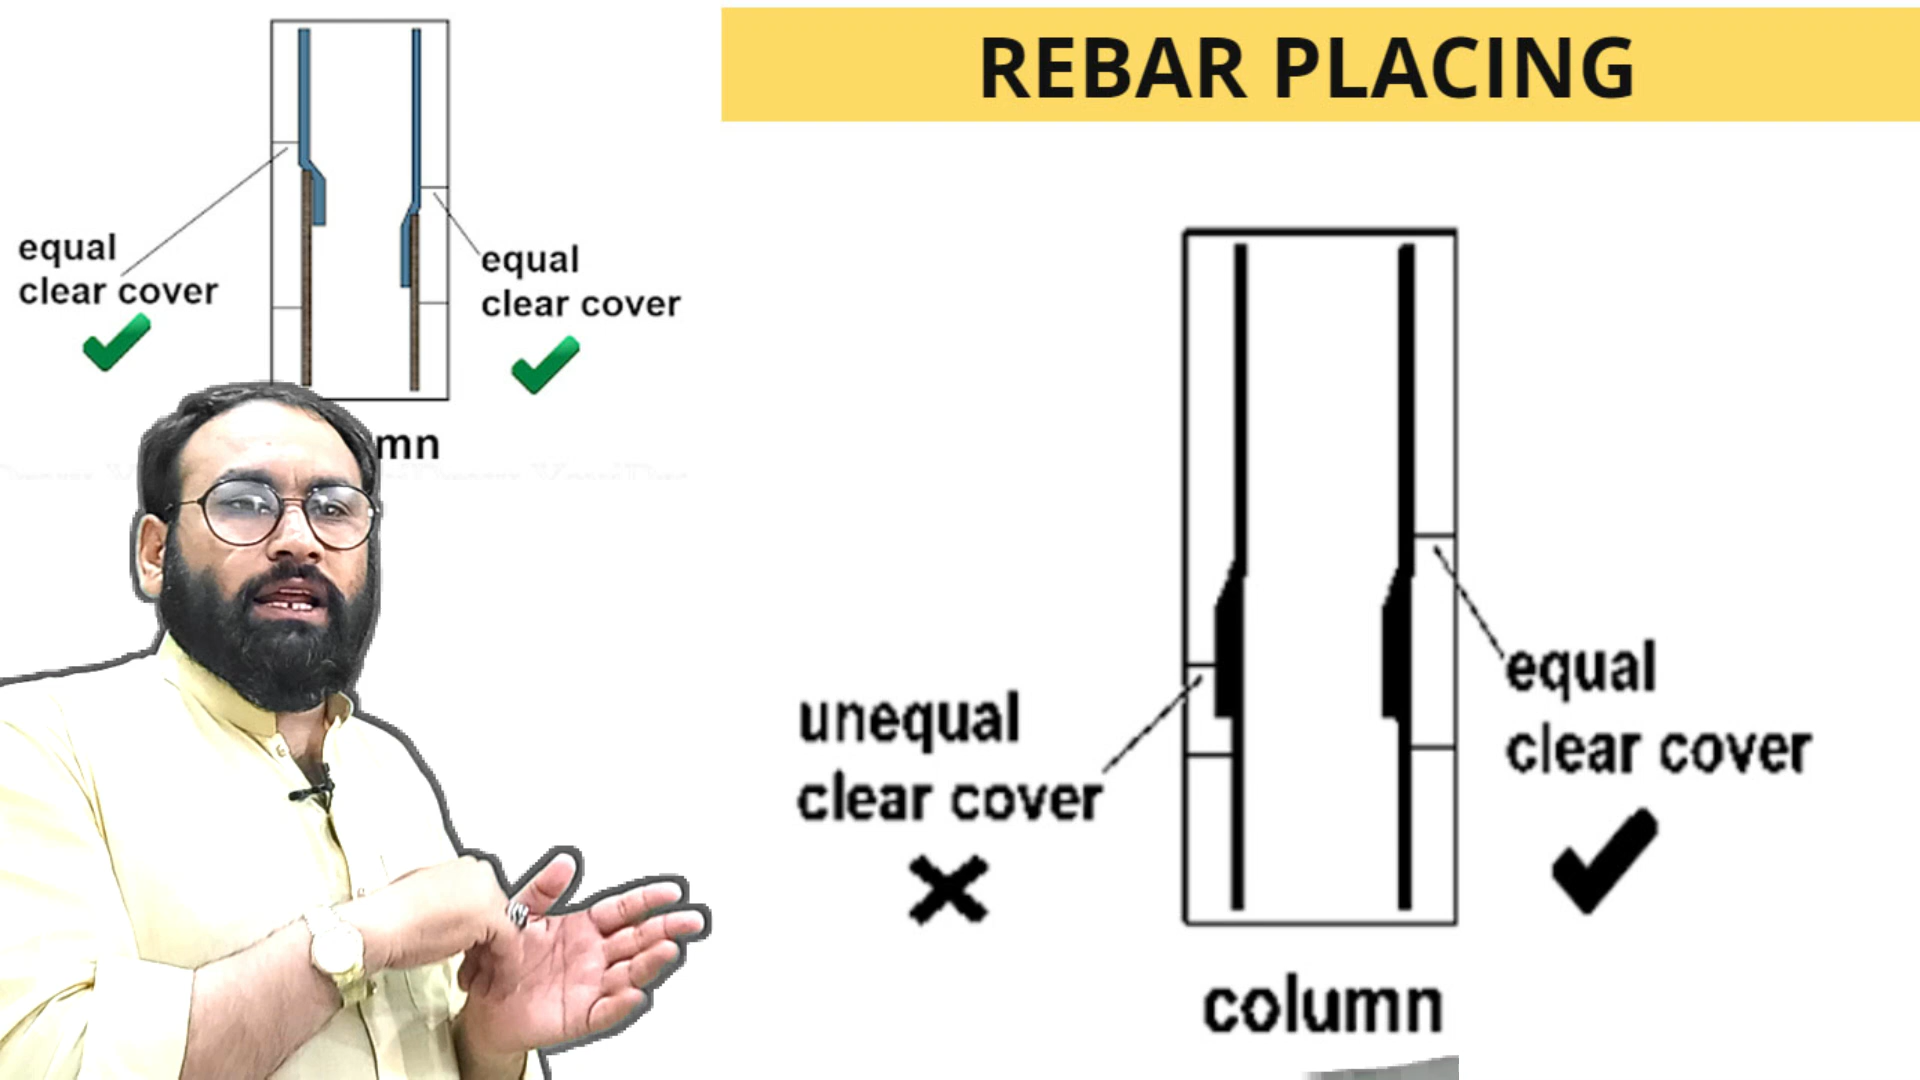 REBAR PLACING
equal
clear cover
equal
clear cover
mn
unequal
clear cover
equal
clear cover
column